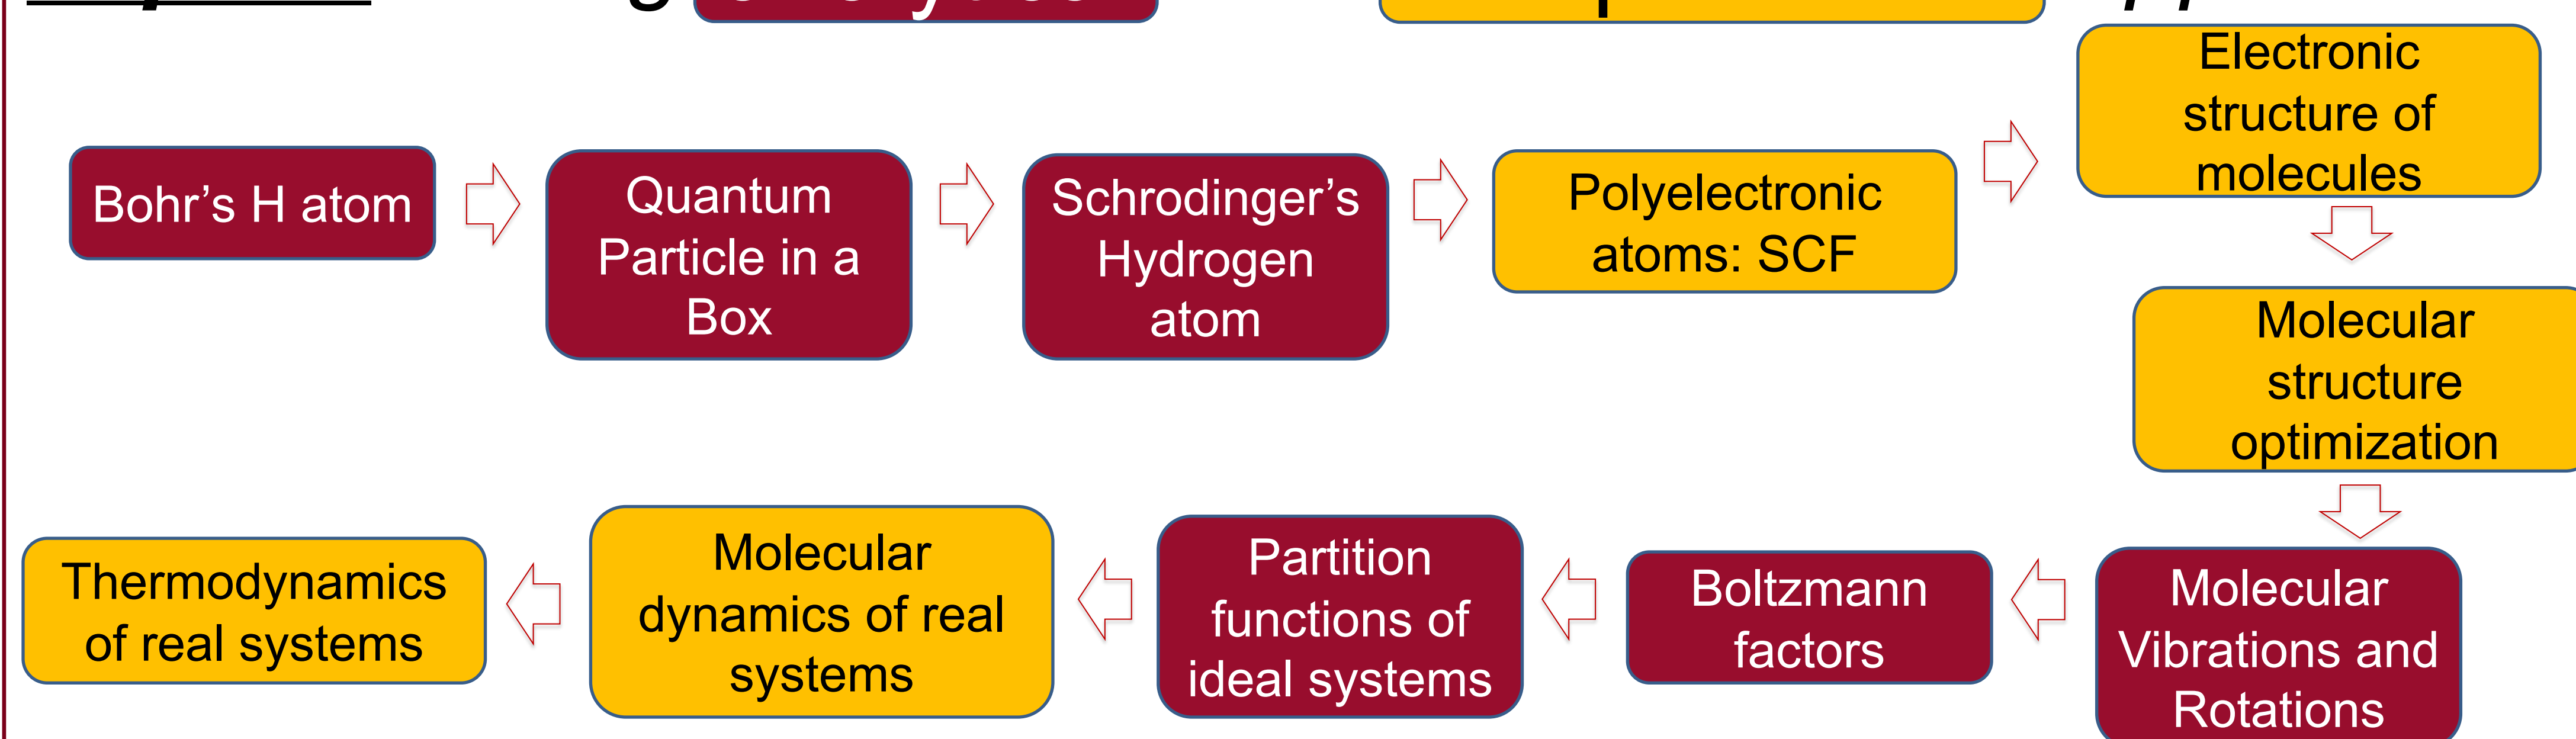 Bohr’s H atom
Quantum
Particle in a
Box
Schrodinger’s
Hydrogen
atom
Polyelectronic
atoms: SCF
Electronic
structure of
molecules
Molecular
structure
optimization
Molecular
Vibrations and
Rotations
Boltzmann
factors
Partition
functions of
ideal systems
Molecular
dynamics of real
systems
Thermodynamics
of real systems